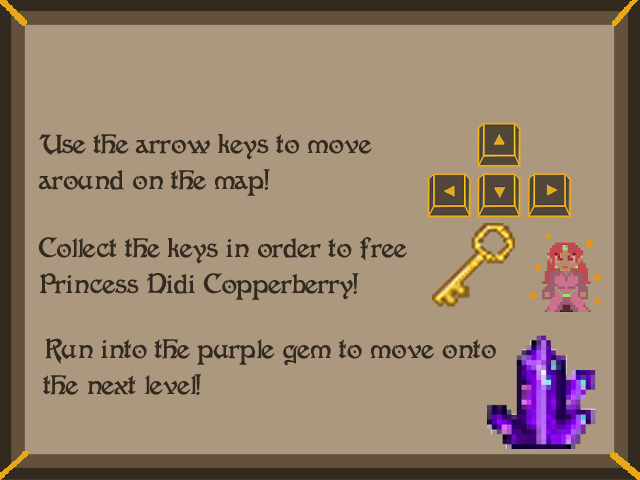 Use the arrow keys to move
around on the map!
Collect the keys in order to free
Princess Didi Copperberry!
Run into the purple gem to move onto
the next level!